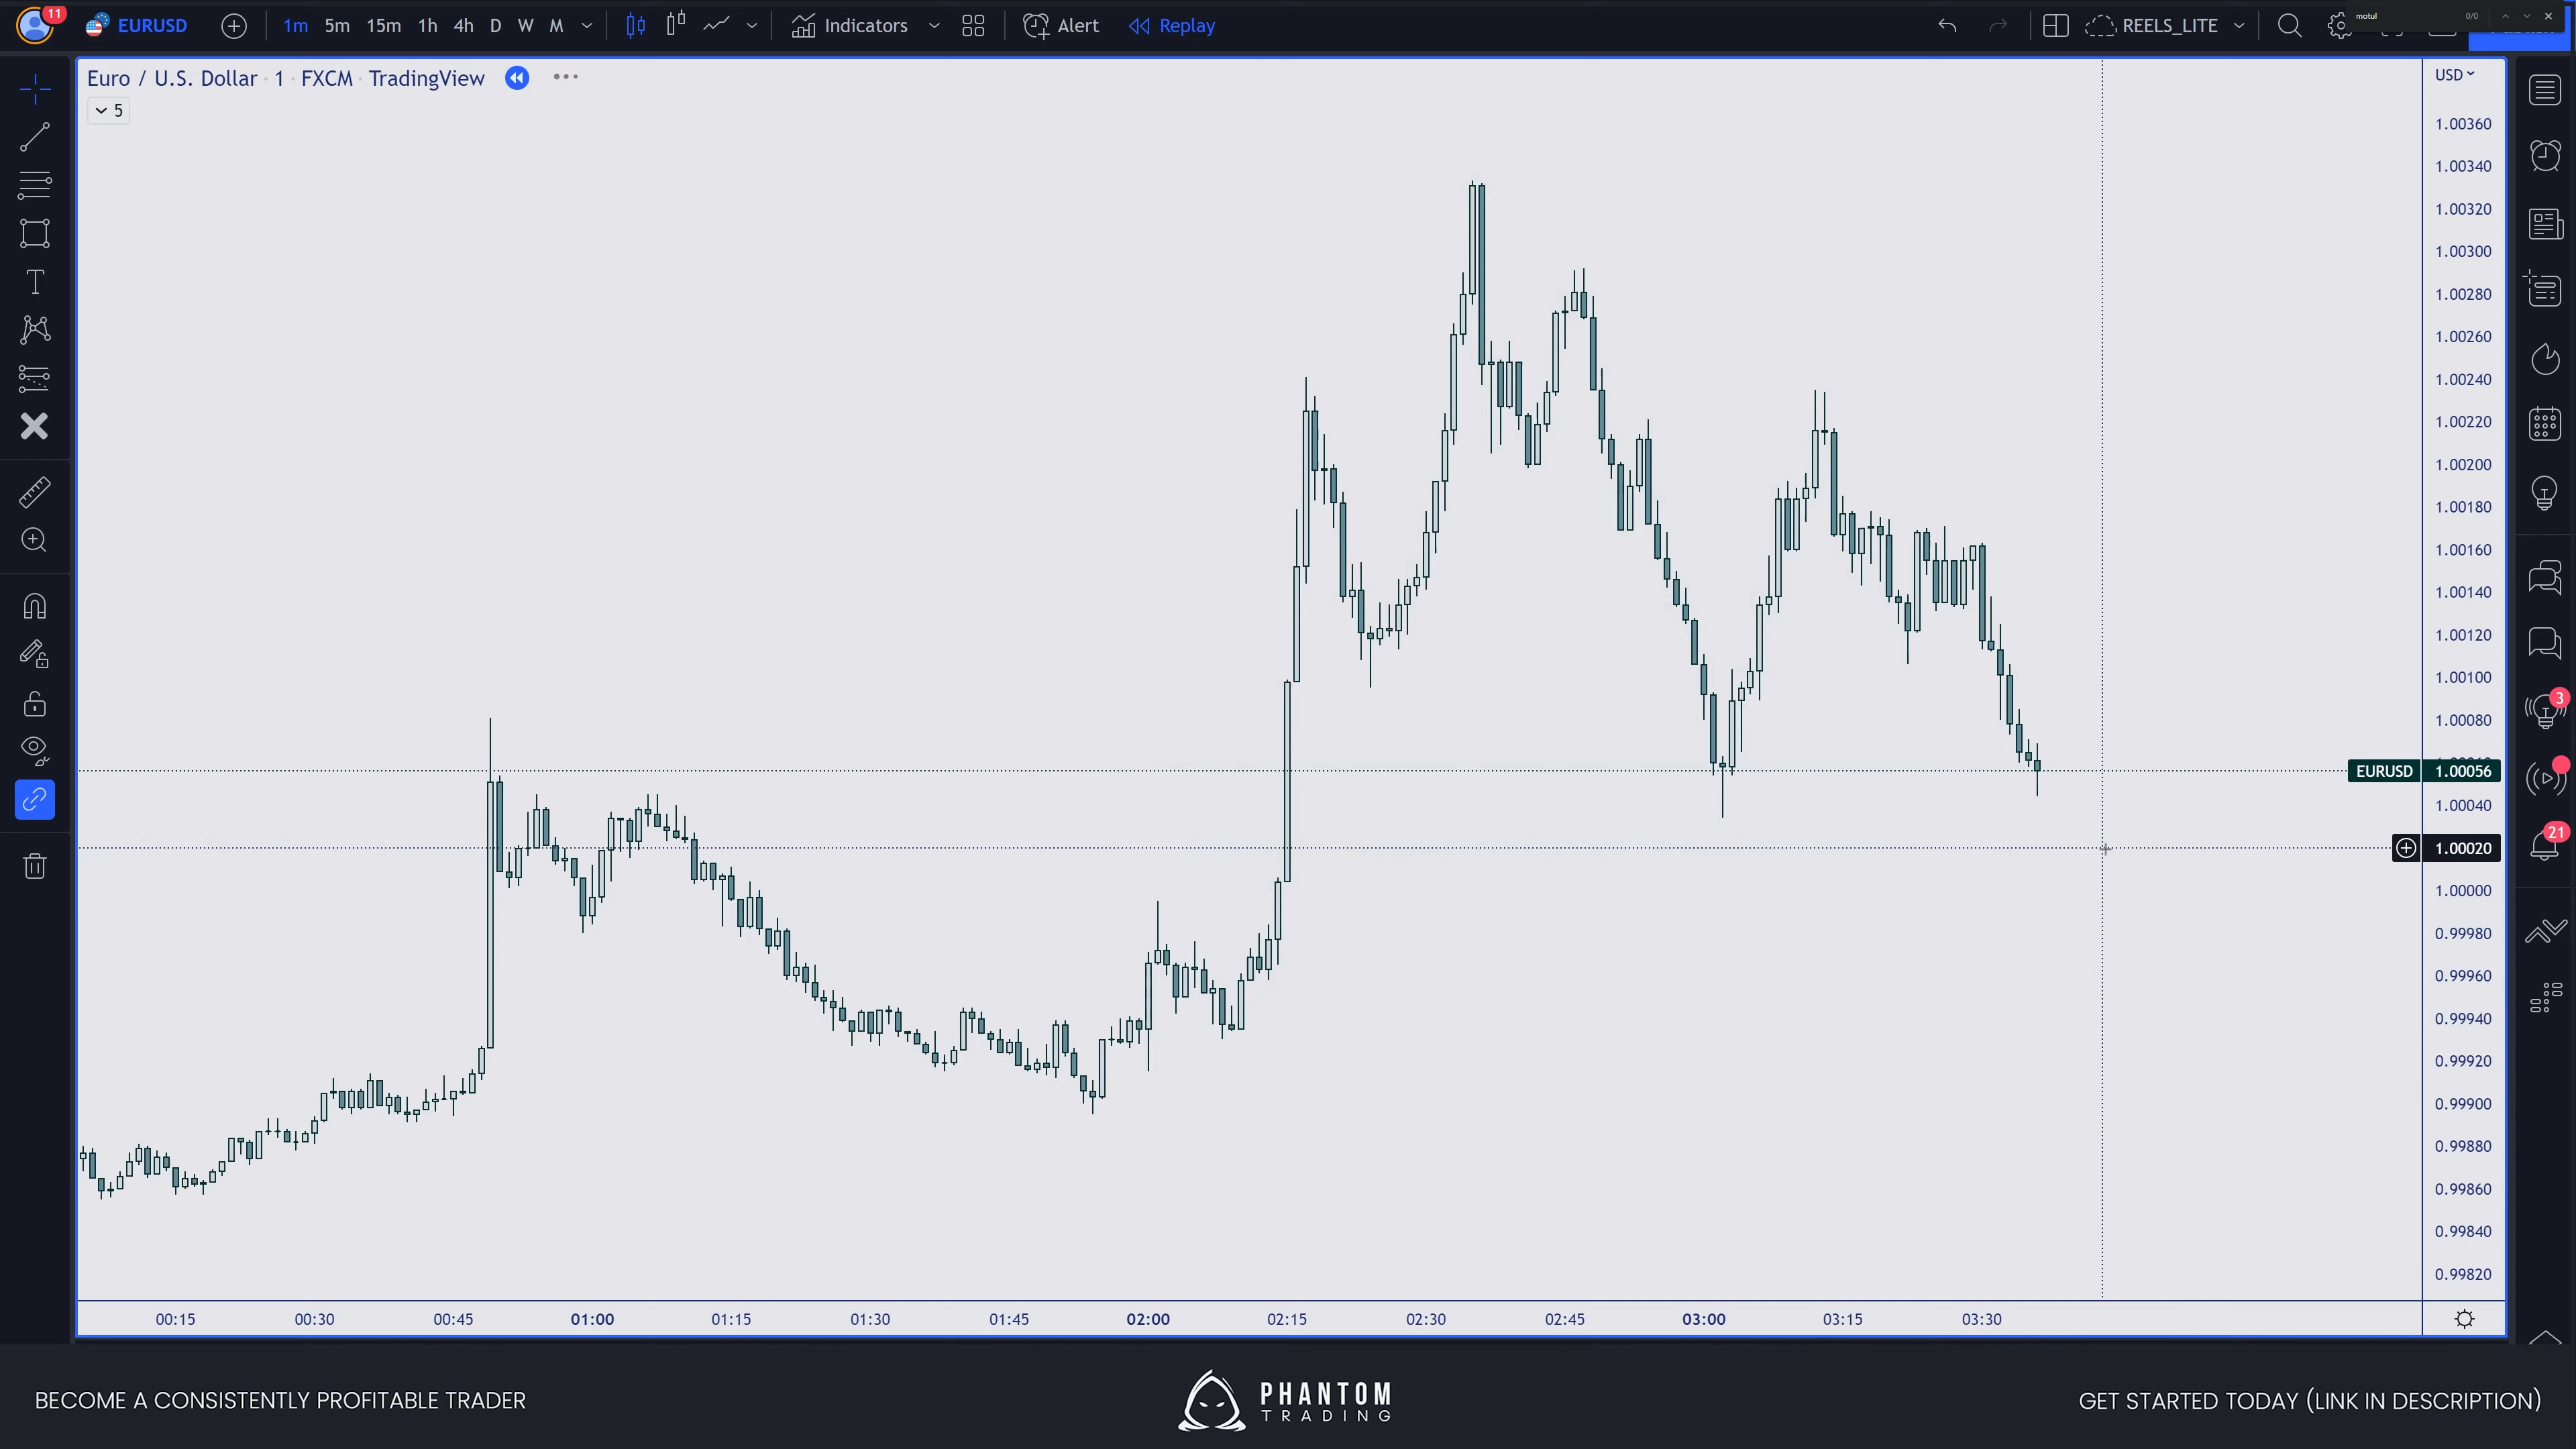 11
EURUSD
1m 5m 15m 1h 4h D W M
Indicators
Alert
Replay
REELS_LITE
motul
0/0
Euro / U.S. Dollar · 1 · FXCM · TradingView
5
USD
1.00360
1.00340
1.00320
1.00300
1.00280
1.00260
1.00240
1.00220
1.00200
1.00180
1.00160
1.00140
1.00120
1.00100
1.00080
EURUSD 1.00056
1.00040
1.00020
1.00000
0.99980
0.99960
0.99940
0.99920
0.99900
0.99880
0.99860
0.99840
0.99820
3
21
00:15 00:30 00:45 01:00 01:15 01:30 01:45 02:00 02:15 02:30 02:45 03:00 03:15 03:30
BECOME A CONSISTENTLY PROFITABLE TRADER
PHANTOM
TRADING
GET STARTED TODAY (LINK IN DESCRIPTION)